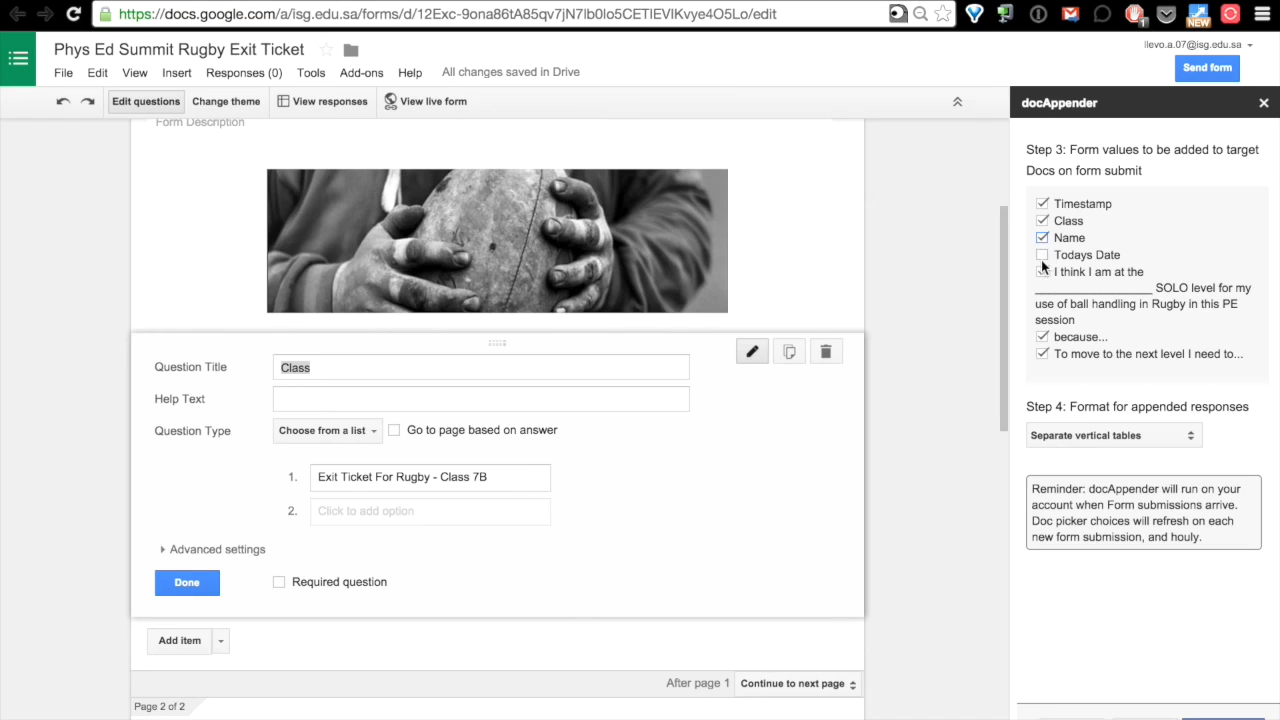 https://docs.google.com/a/isg.edu.sa/forms/d/12Exc-9ona86tA85qv7jN7lb0lo5CETlEVlKvye4O5Lo/edit
Phys Ed Summit Rugby Exit Ticket
llevo.a.07@isg.edu.sa
File Edit View Insert Responses (0) Tools Add-ons Help All changes saved in Drive
Send form
Edit questions Change theme View responses View live form
docAppender
Form Description
Step 3: Form values to be added to target
Docs on form submit
Timestamp
Class
Name
Todays Date
I think I am at the
__________________ SOLO level for my
use of ball handling in Rugby in this PE
session
because...
To move to the next level I need to...
Step 4: Format for appended responses
Separate vertical tables
Reminder: docAppender will run on your
account when Form submissions arrive.
Doc picker choices will refresh on each
new form submission, and houly.
Question Title Class
Help Text
Question Type Choose from a list Go to page based on answer
1. Exit Ticket For Rugby - Class 7B
2. Click to add option
Advanced settings
Done Required question
Add item
After page 1 Continue to next page
Page 2 of 2